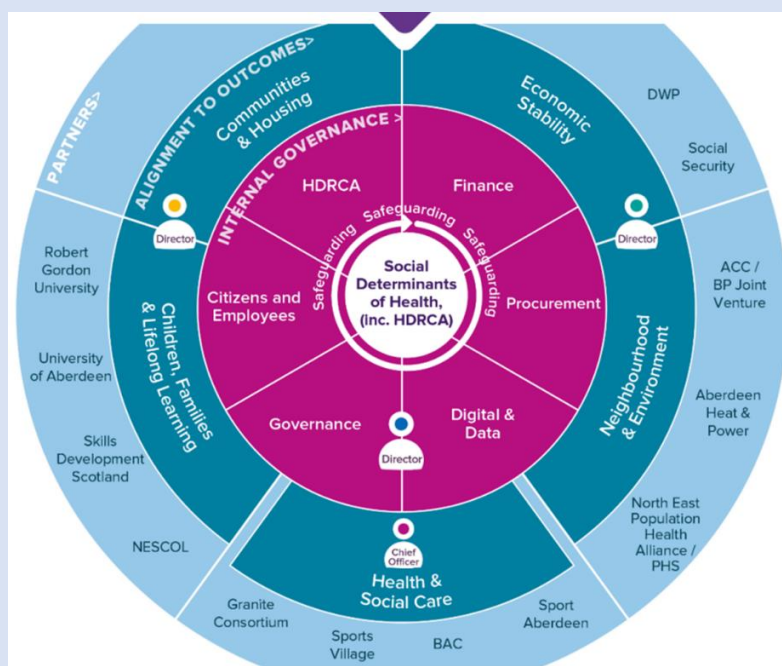 PARTNERS>
ALIGNMENT TO OUTCOMES>
INTERNAL GOVERNANCE >
Communities
& Housing
Economic
Stability
DWP
Social
Security
HDRCA
Finance
Safeguarding
Safeguarding
Safeguarding
Director
Director
Robert
Gordon
University
Citizens and
Employees
Social
Determinants
of Health,
(inc. HDRCA)
Procurement
ACC /
BP Joint
Venture
Children, Families
& Lifelong Learning
Neighbourhood
& Environment
University
of Aberdeen
Aberdeen
Heat &
Power
Governance
Digital &
Data
Director
Skills
Development
Scotland
North East
Population
Health
Alliance /
PHS
NESCOL
Chief
Officer
Health &
Social Care
Granite
Consortium
Sports
Village
BAC
Sport
Aberdeen